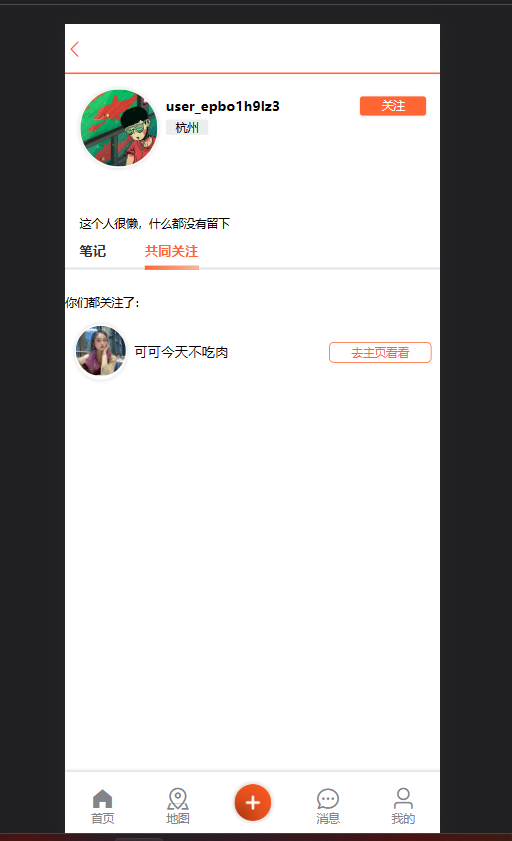 user_epbo1h9lz3
关注
杭州
这个人很懒，什么都没有留下
笔记
共同关注
你们都关注了：
可可今天不吃肉
去主页看看
首页
地图
消息
我的